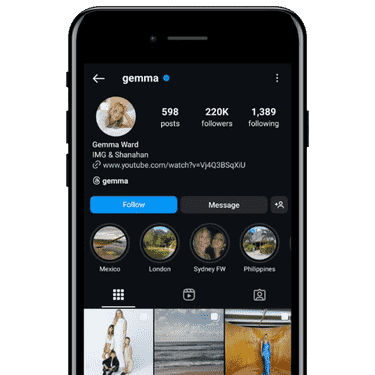 gemma
598 220K 1,389
posts followers following
Gemma Ward
IMG & Shanahan
www.youtube.com/watch?v=Vj4Q3BSqXiU
gemma
Follow Message
Mexico London Sydney FW Philippines